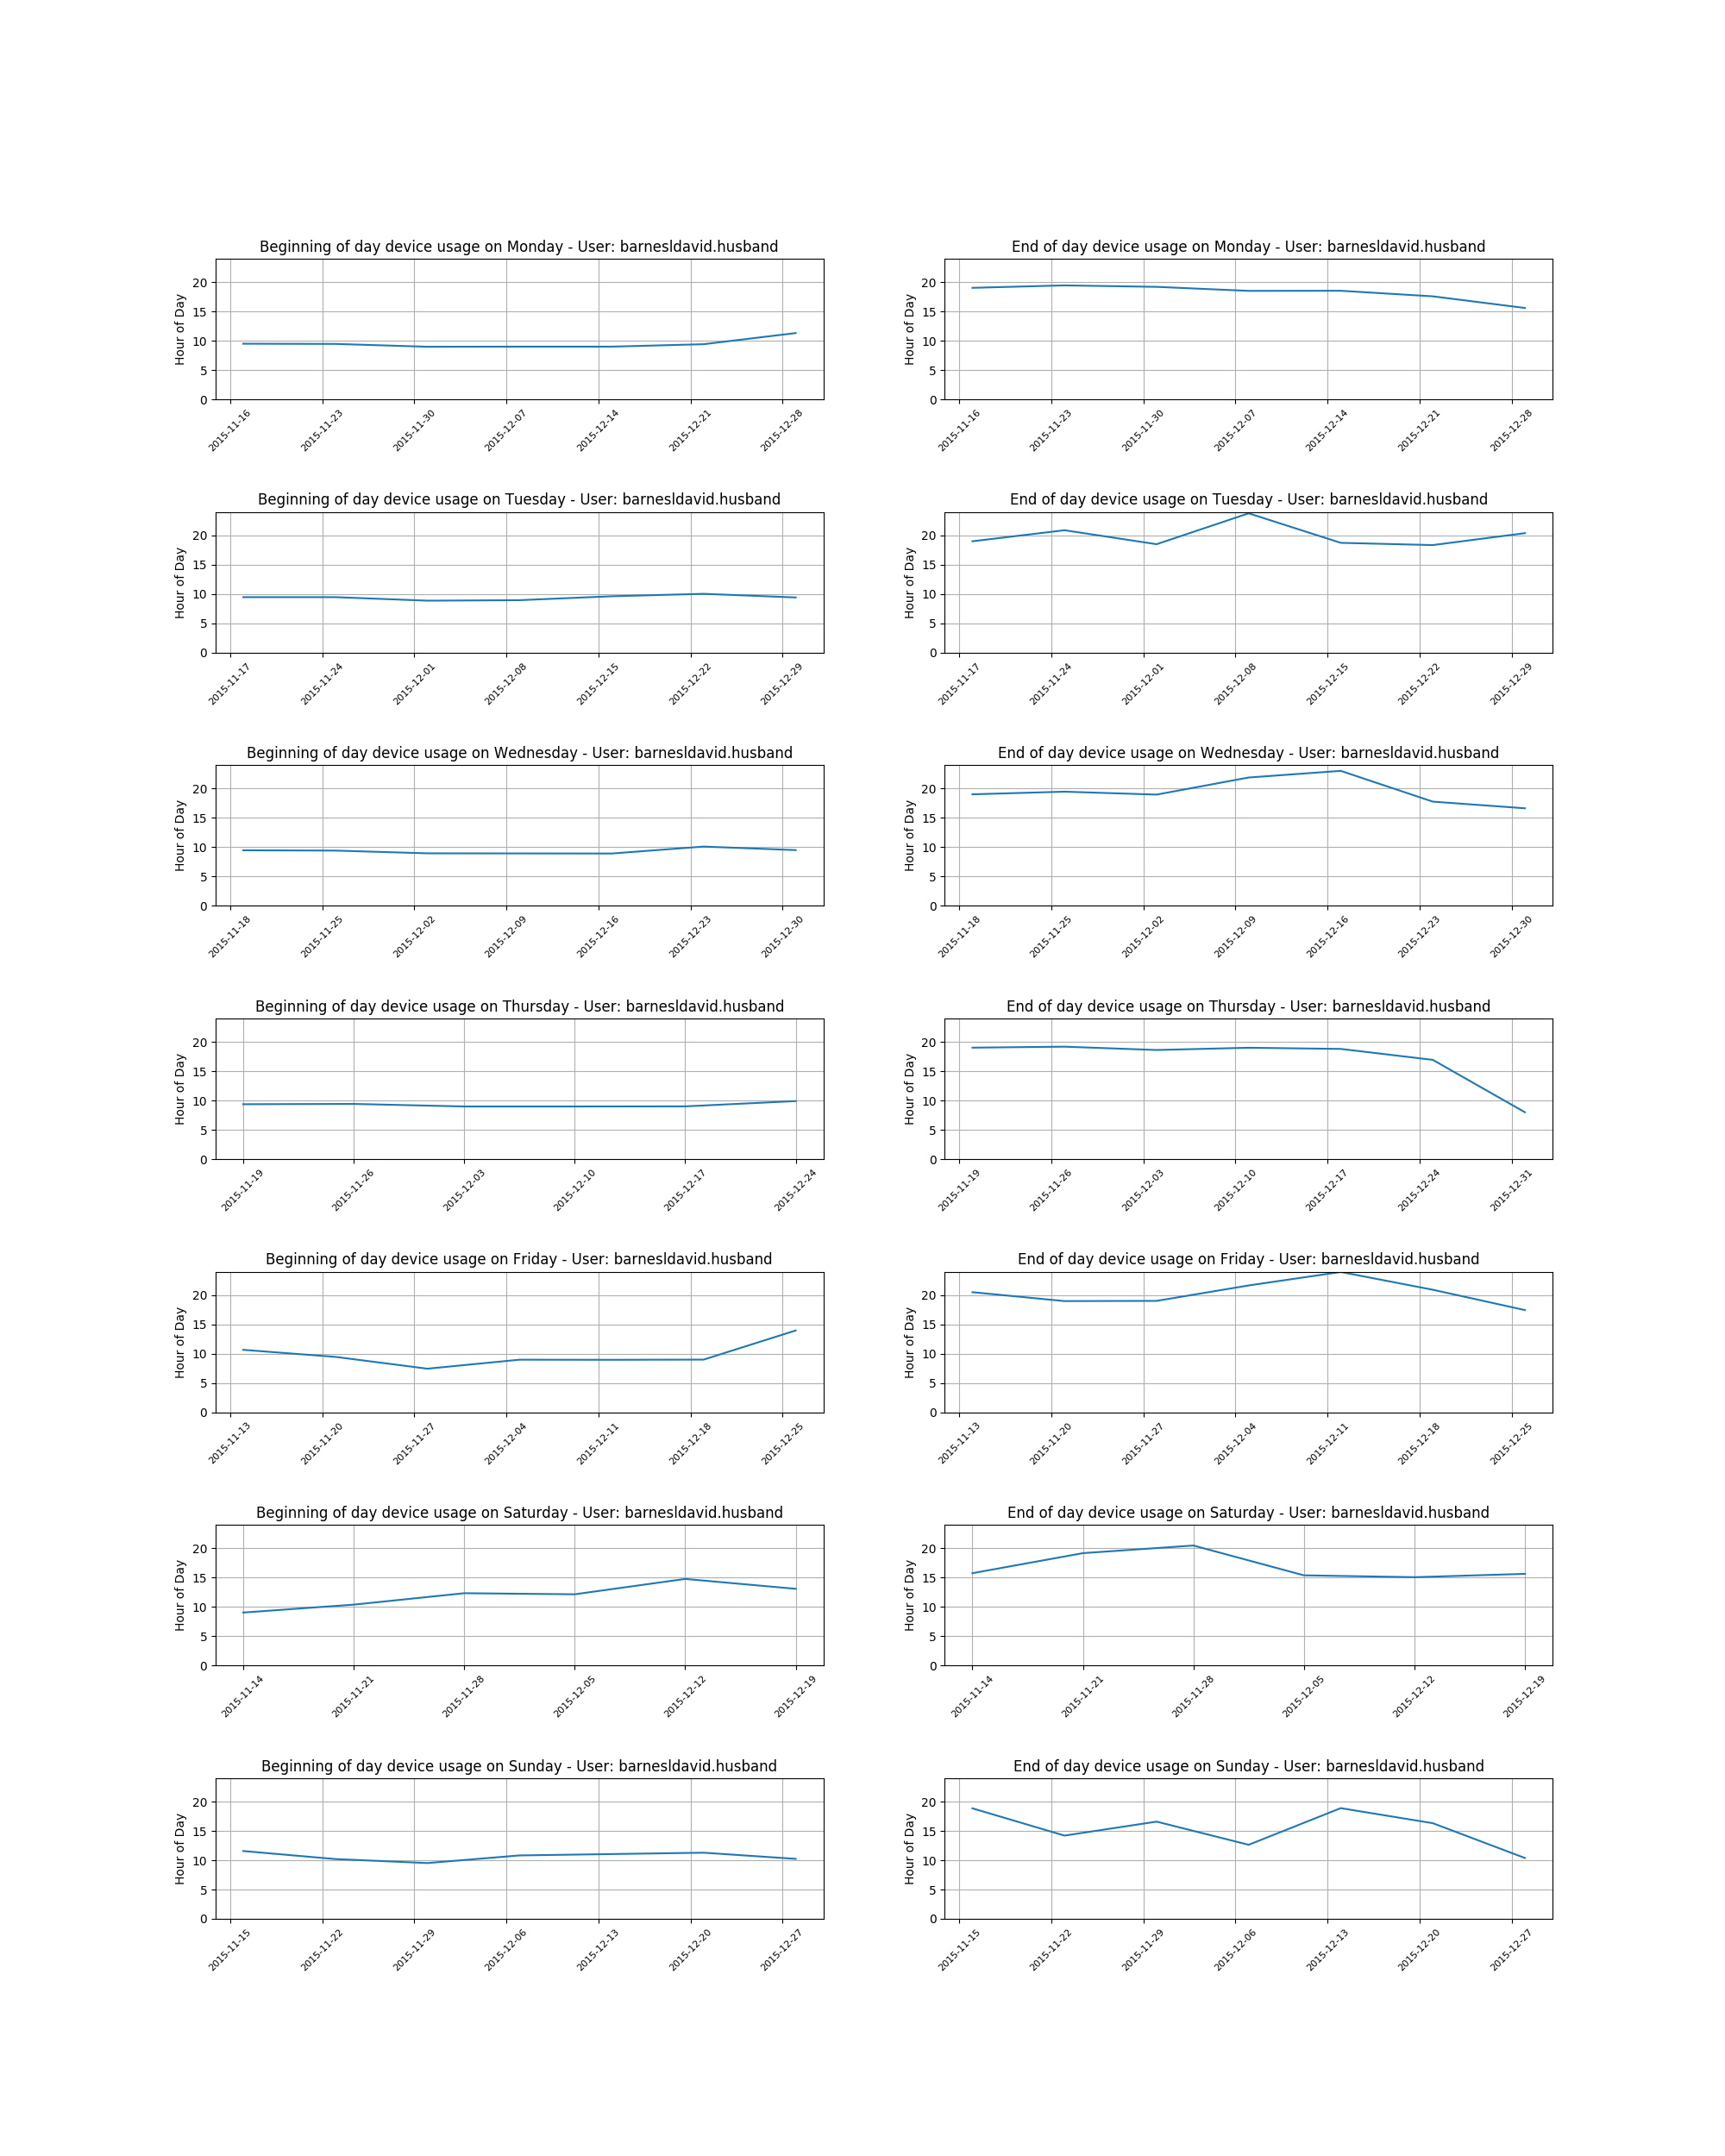 Beginning of day device usage on Monday - User: barnesldavid.husband
Hour of Day
20
15
10
5
0
2015-11-16 2015-11-23 2015-11-30 2015-12-07 2015-12-14 2015-12-21 2015-12-28
End of day device usage on Monday - User: barnesldavid.husband
Hour of Day
20
15
10
5
0
2015-11-16 2015-11-23 2015-11-30 2015-12-07 2015-12-14 2015-12-21 2015-12-28
Beginning of day device usage on Tuesday - User: barnesldavid.husband
Hour of Day
20
15
10
5
0
2015-11-17 2015-11-24 2015-12-01 2015-12-08 2015-12-15 2015-12-22 2015-12-29
End of day device usage on Tuesday - User: barnesldavid.husband
Hour of Day
20
15
10
5
0
2015-11-17 2015-11-24 2015-12-01 2015-12-08 2015-12-15 2015-12-22 2015-12-29
Beginning of day device usage on Wednesday - User: barnesldavid.husband
Hour of Day
20
15
10
5
0
2015-11-18 2015-11-25 2015-12-02 2015-12-09 2015-12-16 2015-12-23 2015-12-30
End of day device usage on Wednesday - User: barnesldavid.husband
Hour of Day
20
15
10
5
0
2015-11-18 2015-11-25 2015-12-02 2015-12-09 2015-12-16 2015-12-23 2015-12-30
Beginning of day device usage on Thursday - User: barnesldavid.husband
Hour of Day
20
15
10
5
0
2015-11-19 2015-11-26 2015-12-03 2015-12-10 2015-12-17 2015-12-24
End of day device usage on Thursday - User: barnesldavid.husband
Hour of Day
20
15
10
5
0
2015-11-19 2015-11-26 2015-12-03 2015-12-10 2015-12-17 2015-12-24 2015-12-31
Beginning of day device usage on Friday - User: barnesldavid.husband
Hour of Day
20
15
10
5
0
2015-11-13 2015-11-20 2015-11-27 2015-12-04 2015-12-11 2015-12-18 2015-12-25
End of day device usage on Friday - User: barnesldavid.husband
Hour of Day
20
15
10
5
0
2015-11-13 2015-11-20 2015-11-27 2015-12-04 2015-12-11 2015-12-18 2015-12-25
Beginning of day device usage on Saturday - User: barnesldavid.husband
Hour of Day
20
15
10
5
0
2015-11-14 2015-11-21 2015-11-28 2015-12-05 2015-12-12 2015-12-19
End of day device usage on Saturday - User: barnesldavid.husband
Hour of Day
20
15
10
5
0
2015-11-14 2015-11-21 2015-11-28 2015-12-05 2015-12-12 2015-12-19
Beginning of day device usage on Sunday - User: barnesldavid.husband
Hour of Day
20
15
10
5
0
2015-11-15 2015-11-22 2015-11-29 2015-12-06 2015-12-13 2015-12-20 2015-12-27
End of day device usage on Sunday - User: barnesldavid.husband
Hour of Day
20
15
10
5
0
2015-11-15 2015-11-22 2015-11-29 2015-12-06 2015-12-13 2015-12-20 2015-12-27